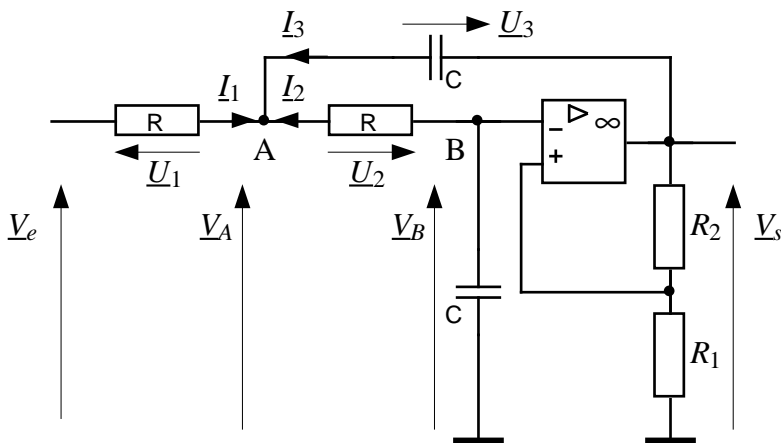 I3 U3
C
I1 I2
R R
A B
U1 U2
- ∞
+
Ve VA VB R2 Vs
C
R1